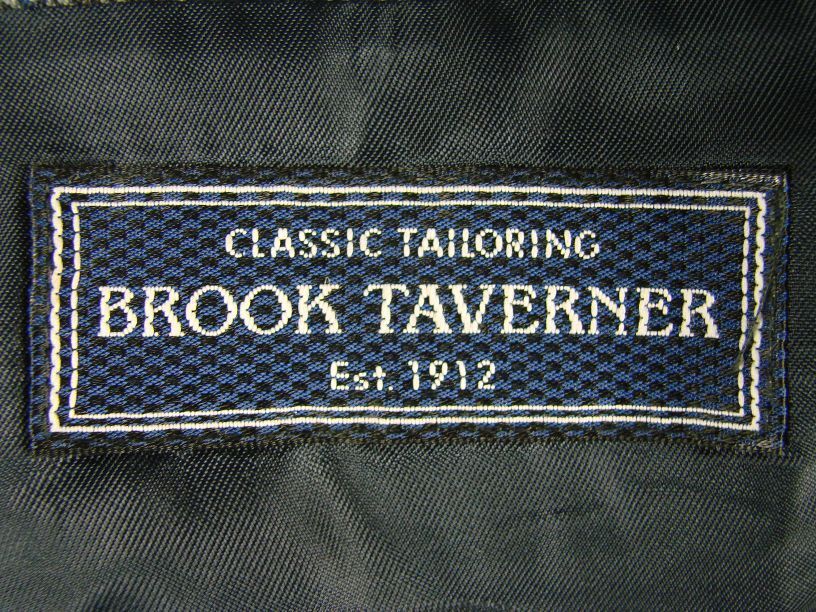 CLASSIC TAILORING
BROOK TAVERNER
Est. 1912